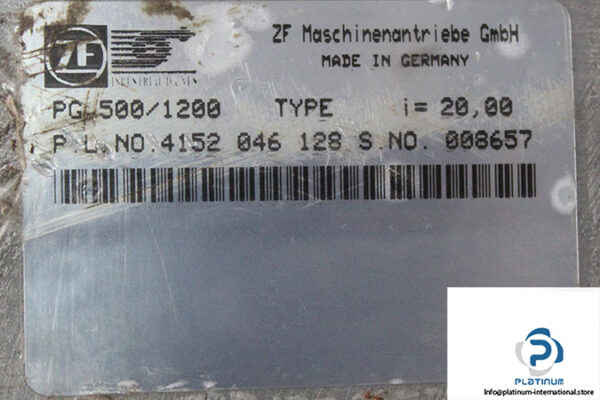 ZF
ZF Maschinenantriebe GmbH
MADE IN GERMANY
PG 500/1200 TYPE i= 20,00
P L NO.4152 046 128 S.NO. 008657
PLATINUM
Info@platinum-international.store